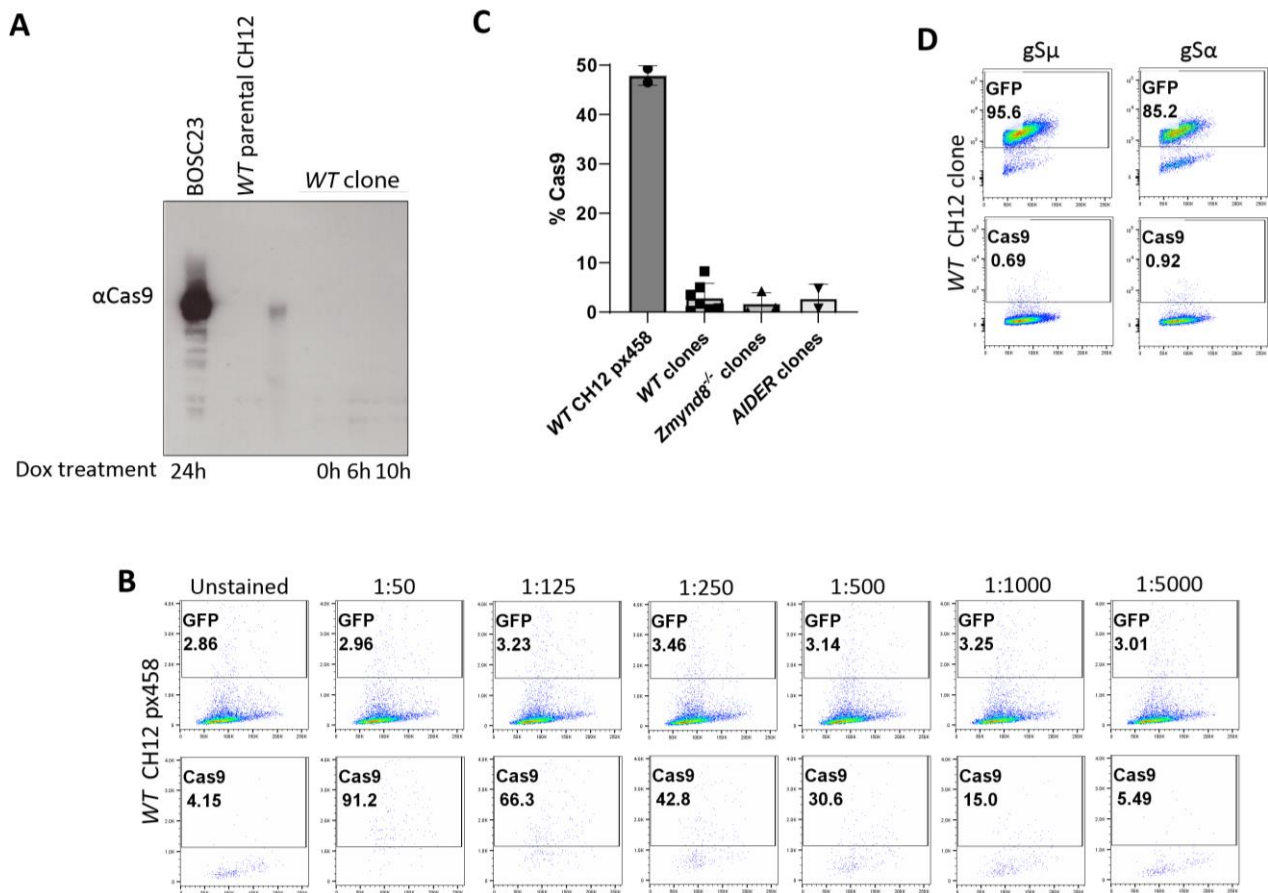 A
BOSC23
WT parental CH12
WT clone
αCas9
Dox treatment
24h
0h 6h 10h
C
% Cas9
50
40
30
20
10
0
WT CH12 px458
WT clones
Zmynd8-/- clones
AIDER clones
D
gSμ
gSα
WT CH12 clone
GFP
95.6
GFP
85.2
Cas9
0.69
Cas9
0.92
B
Unstained
1:50
1:125
1:250
1:500
1:1000
1:5000
WT CH12 px458
GFP
2.86
GFP
2.96
GFP
3.23
GFP
3.46
GFP
3.14
GFP
3.25
GFP
3.01
Cas9
4.15
Cas9
91.2
Cas9
66.3
Cas9
42.8
Cas9
30.6
Cas9
15.0
Cas9
5.49